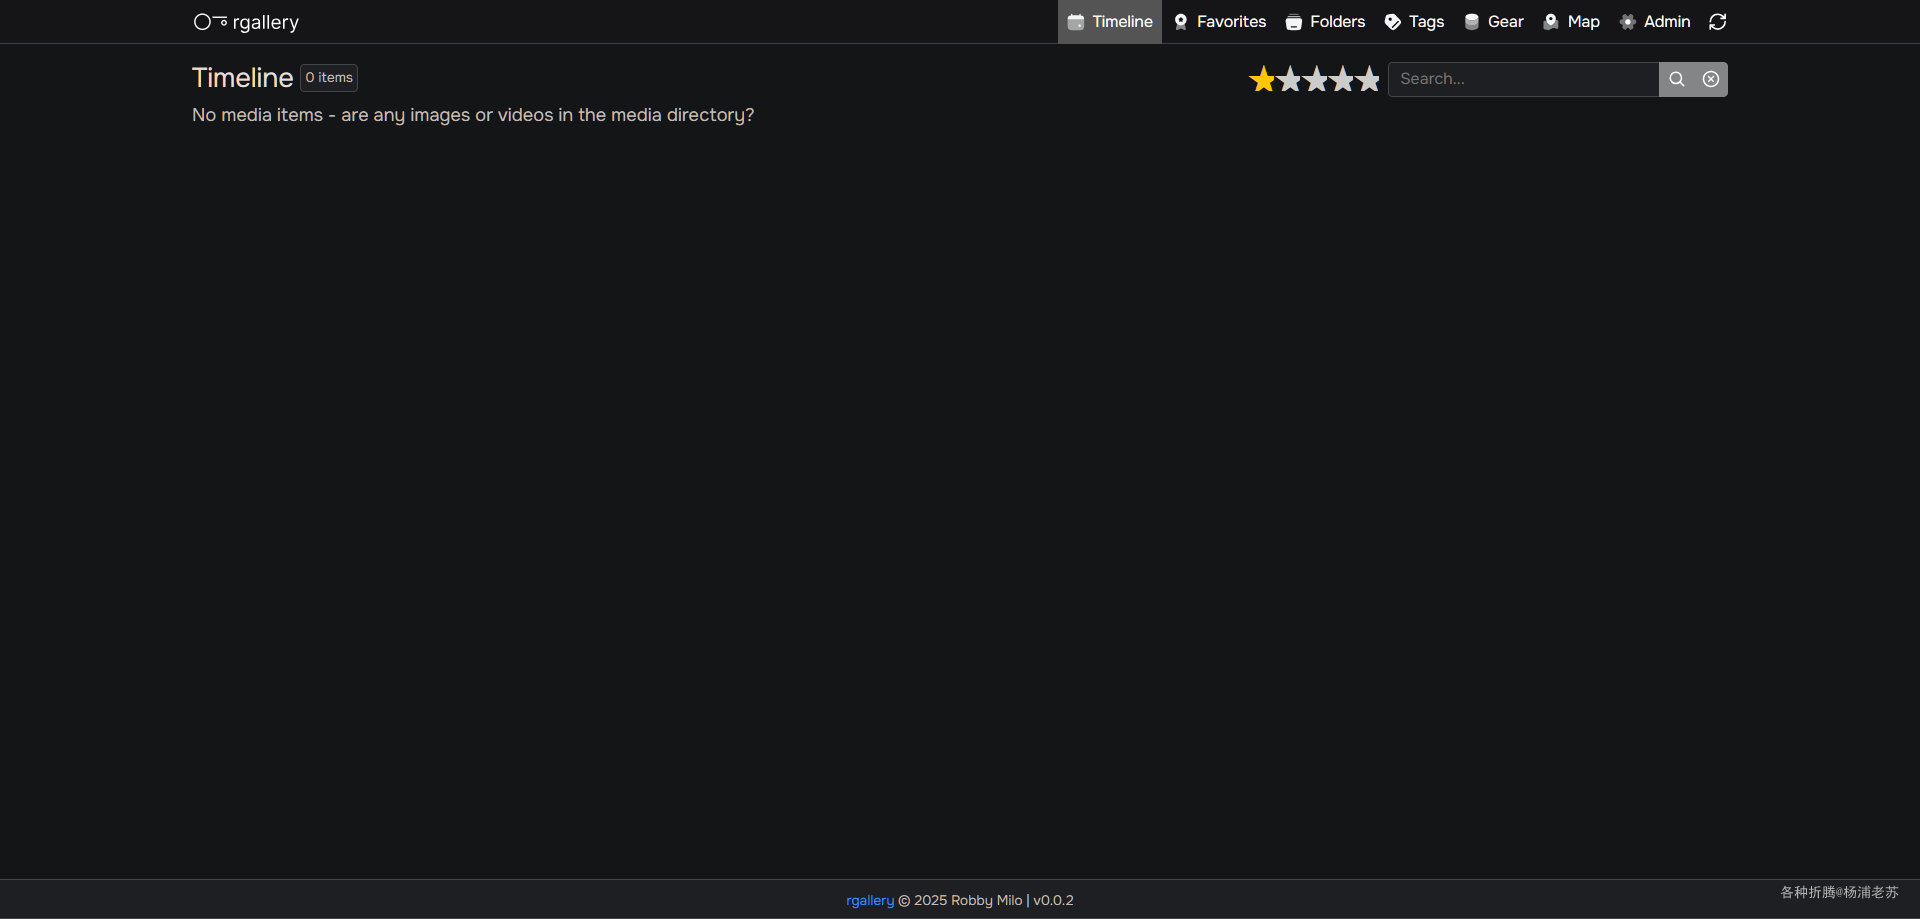 rgallery Timeline Favorites Folders Tags Gear Map Admin
Timeline 0 items Search...
No media items - are any images or videos in the media directory?
rgallery © 2025 Robby Milo | v0.0.2
各种折腾@杨浦老苏